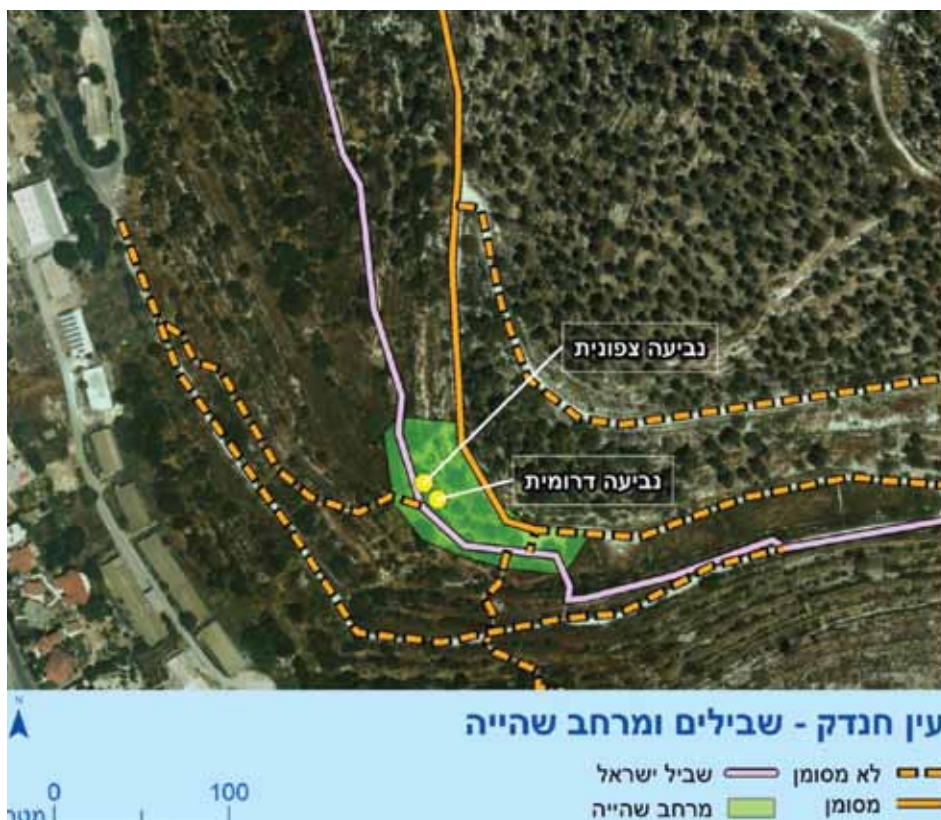 נביעה צפונית
נביעה דרומית
N
עין חנדק - שבילים ומרחב שהייה
לא מסומן
שביל ישראל
מסומן
מרחב שהייה
0
100